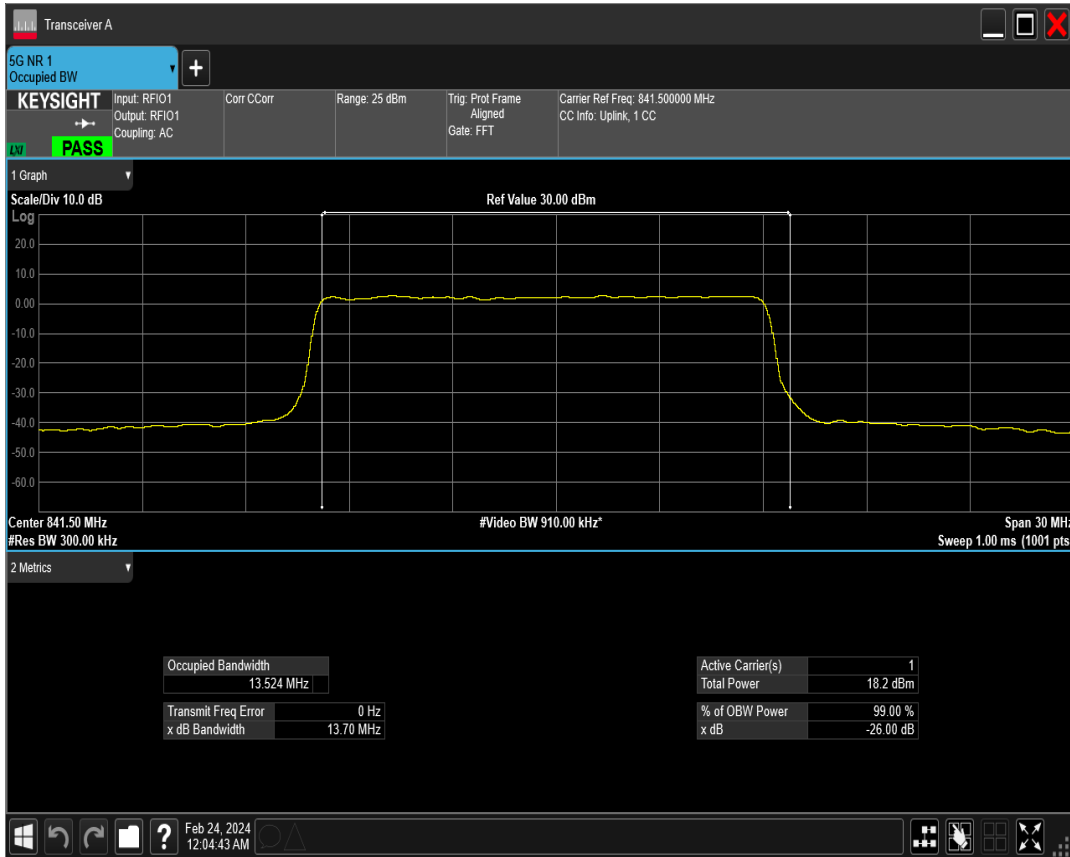 Transceiver A
5G NR 1
Occupied BW
KEYSIGHT
LXI
PASS
Input: RFIO1
Output: RFIO1
Coupling: AC
Corr CCorr
Range: 25 dBm
Trig: Prot Frame
Aligned
Gate: FFT
Carrier Ref Freq: 841.500000 MHz
CC Info: Uplink, 1 CC
1 Graph
Scale/Div 10.0 dB
Ref Value 30.00 dBm
Log
20.0
10.0
0.00
-10.0
-20.0
-30.0
-40.0
-50.0
-60.0
Center 841.50 MHz
#Video BW 910.00 kHz*
Span 30 MHz
#Res BW 300.00 kHz
Sweep 1.00 ms (1001 pts
2 Metrics
Occupied Bandwidth
13.524 MHz
Transmit Freq Error 0 Hz
x dB Bandwidth 13.70 MHz
Active Carrier(s) 1
Total Power 18.2 dBm
% of OBW Power 99.00 %
x dB -26.00 dB
?
Feb 24, 2024
12:04:43 AM